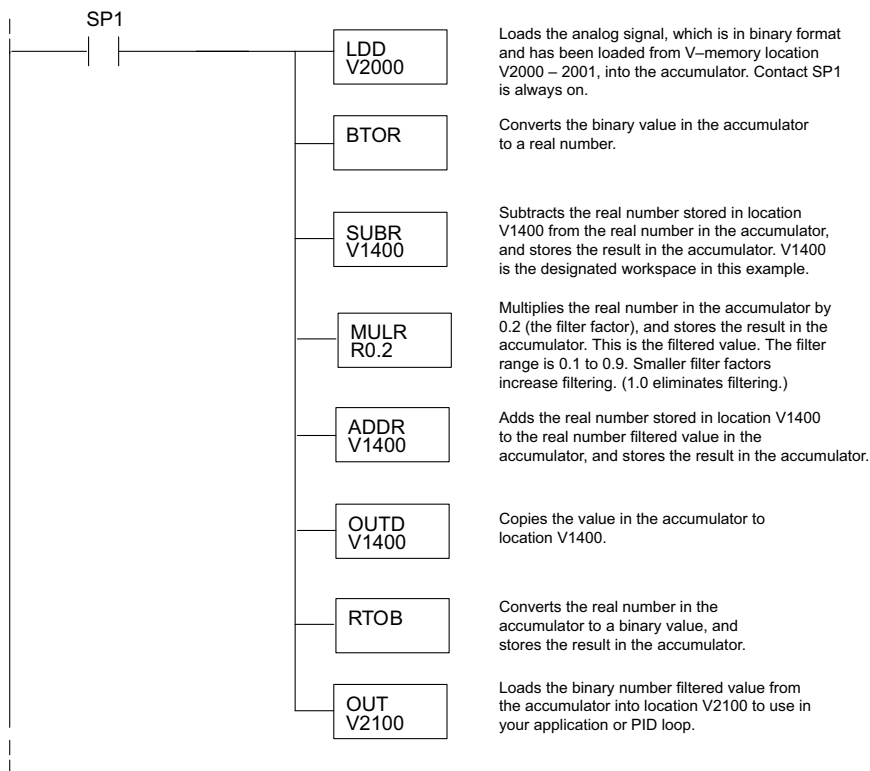 SP1
LDD
V2000
Loads the analog signal, which is in binary format
and has been loaded from V–memory location
V2000 – 2001, into the accumulator. Contact SP1
is always on.
BTOR
Converts the binary value in the accumulator
to a real number.
SUBR
V1400
Subtracts the real number stored in location
V1400 from the real number in the accumulator,
and stores the result in the accumulator. V1400
is the designated workspace in this example.
MULR
R0.2
Multiplies the real number in the accumulator by
0.2 (the filter factor), and stores the result in the
accumulator. This is the filtered value. The filter
range is 0.1 to 0.9. Smaller filter factors
increase filtering. (1.0 eliminates filtering.)
ADDR
V1400
Adds the real number stored in location V1400
to the real number filtered value in the
accumulator, and stores the result in the accumulator.
OUTD
V1400
Copies the value in the accumulator to
location V1400.
RTOB
Converts the real number in the
accumulator to a binary value, and
stores the result in the accumulator.
OUT
V2100
Loads the binary number filtered value from
the accumulator into location V2100 to use in
your application or PID loop.